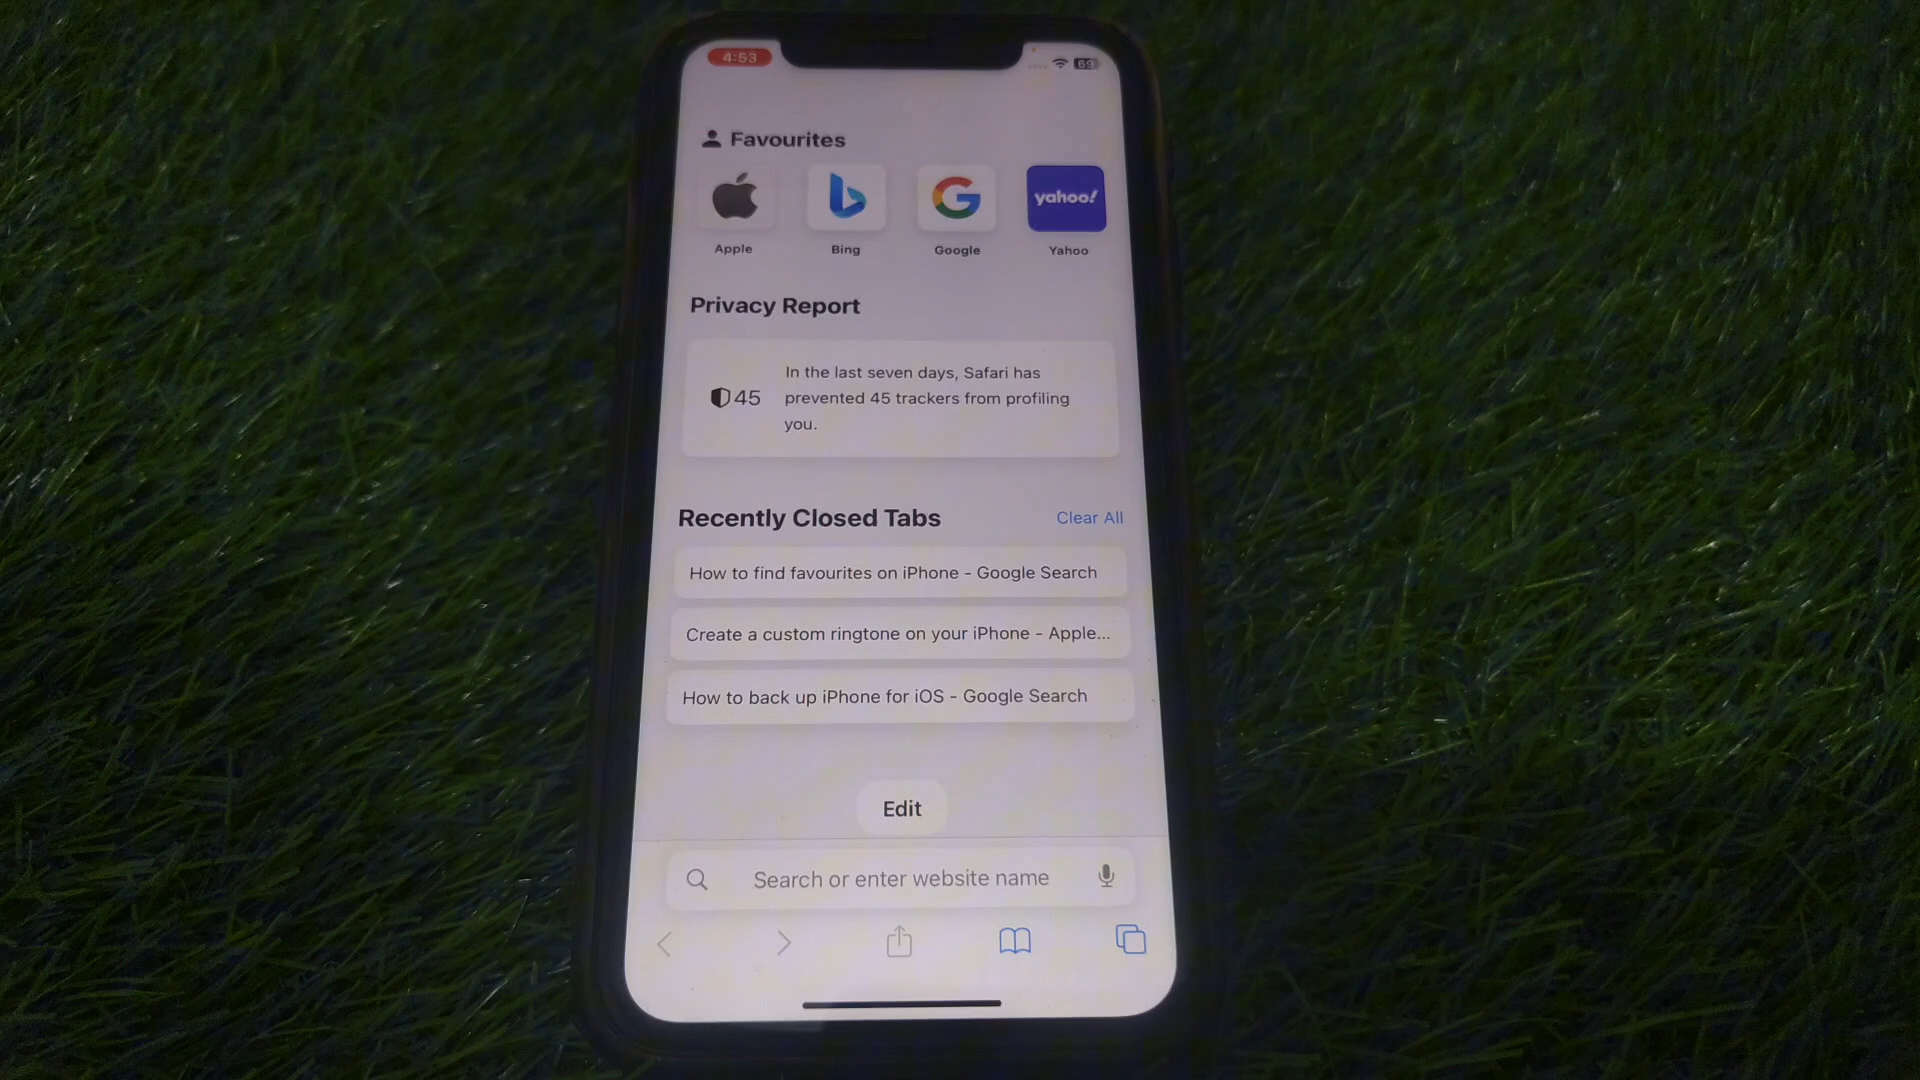 4:53
69
Favourites
yahoo!
Apple
Bing
Google
Yahoo
Privacy Report
45
In the last seven days, Safari has
prevented 45 trackers from profiling
you.
Recently Closed Tabs
Clear All
How to find favourites on iPhone - Google Search
Create a custom ringtone on your iPhone - Apple...
How to back up iPhone for iOS - Google Search
Edit
Search or enter website name